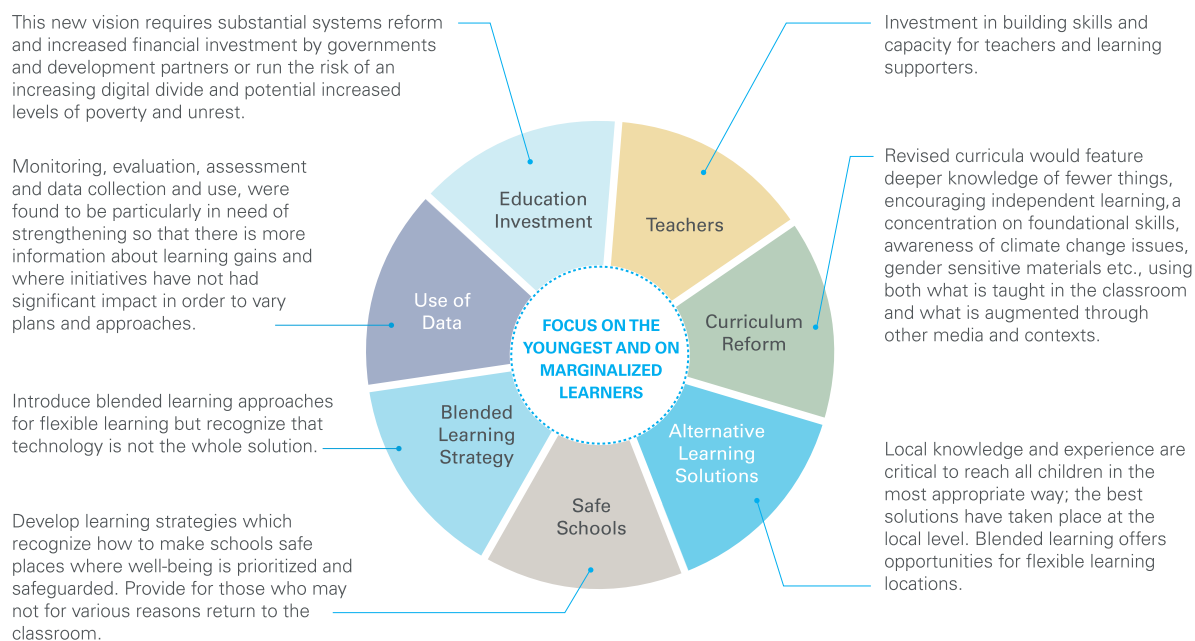 This new vision requires substantial systems reform
and increased financial investment by governments
and development partners or run the risk of an
increasing digital divide and potential increased
levels of poverty and unrest.
Monitoring, evaluation, assessment
and data collection and use, were
found to be particularly in need of
strengthening so that there is more
information about learning gains and
where initiatives have not had
significant impact in order to vary
plans and approaches.
Introduce blended learning approaches
for flexible learning but recognize that
technology is not the whole solution.
Develop learning strategies which
recognize how to make schools safe
places where well-being is prioritized and
safeguarded. Provide for those who may
not for various reasons return to the
classroom.
Education
Investment
Teachers
Use of
Data
Curriculum
Reform
FOCUS ON THE
YOUNGEST AND ON
MARGINALIZED
LEARNERS
Blended
Learning
Strategy
Alternative
Learning
Solutions
Safe
Schools
Investment in building skills and
capacity for teachers and learning
supporters.
Revised curricula would feature
deeper knowledge of fewer things,
encouraging independent learning, a
concentration on foundational skills,
awareness of climate change issues,
gender sensitive materials etc., using
both what is taught in the classroom
and what is augmented through
other media and contexts.
Local knowledge and experience are
critical to reach all children in the
most appropriate way; the best
solutions have taken place at the
local level. Blended learning offers
opportunities for flexible learning
locations.